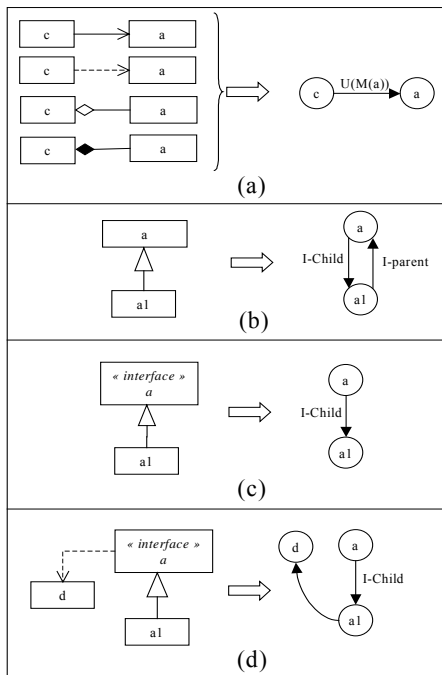 c a
c a
c a
c a
c U(M(a)) a
(a)
a
a1
a
I-Child I-parent
a1
(b)
« interface »
a
a1
a
I-Child
a1
(c)
« interface »
a
d
a1
d a
I-Child
a1
(d)